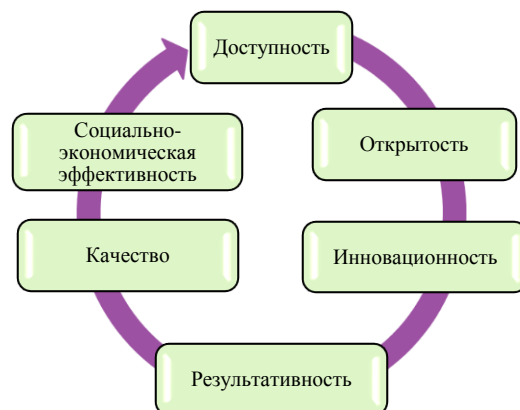 Доступность
Открытость
Инновационность
Результативность
Качество
Социально-
экономическая
эффективность